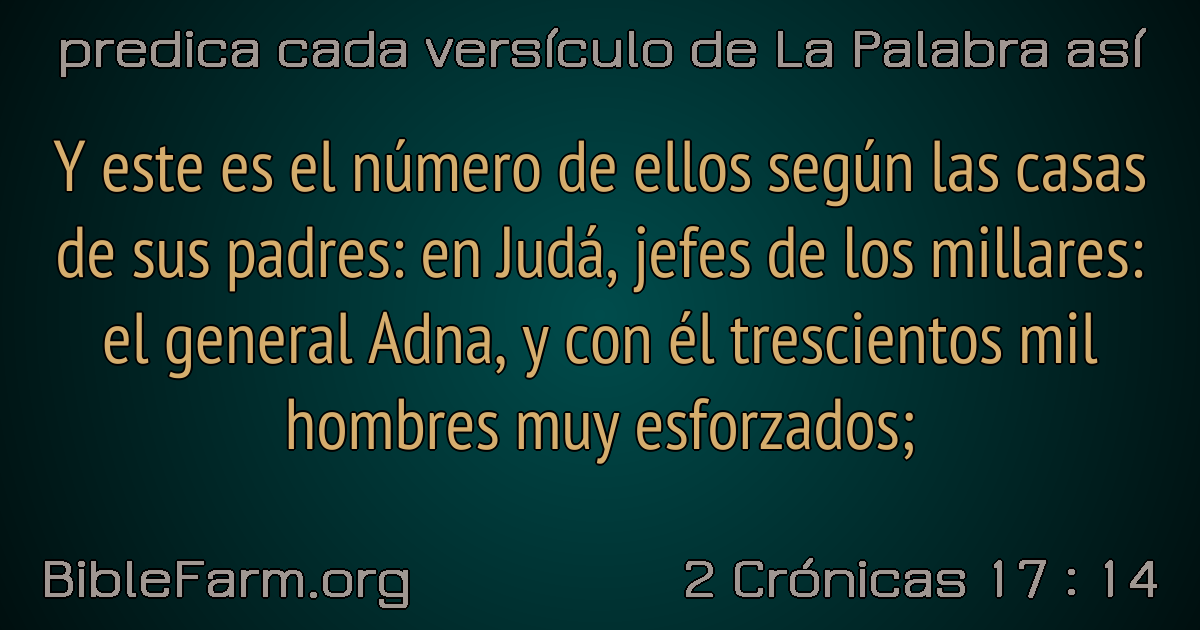 predica cada versículo de La Palabra así
Y este es el número de ellos según las casas
de sus padres: en Judá, jefes de los millares:
el general Adna, y con él trescientos mil
hombres muy esforzados;
BibleFarm.org
2 Crónicas 17 : 14